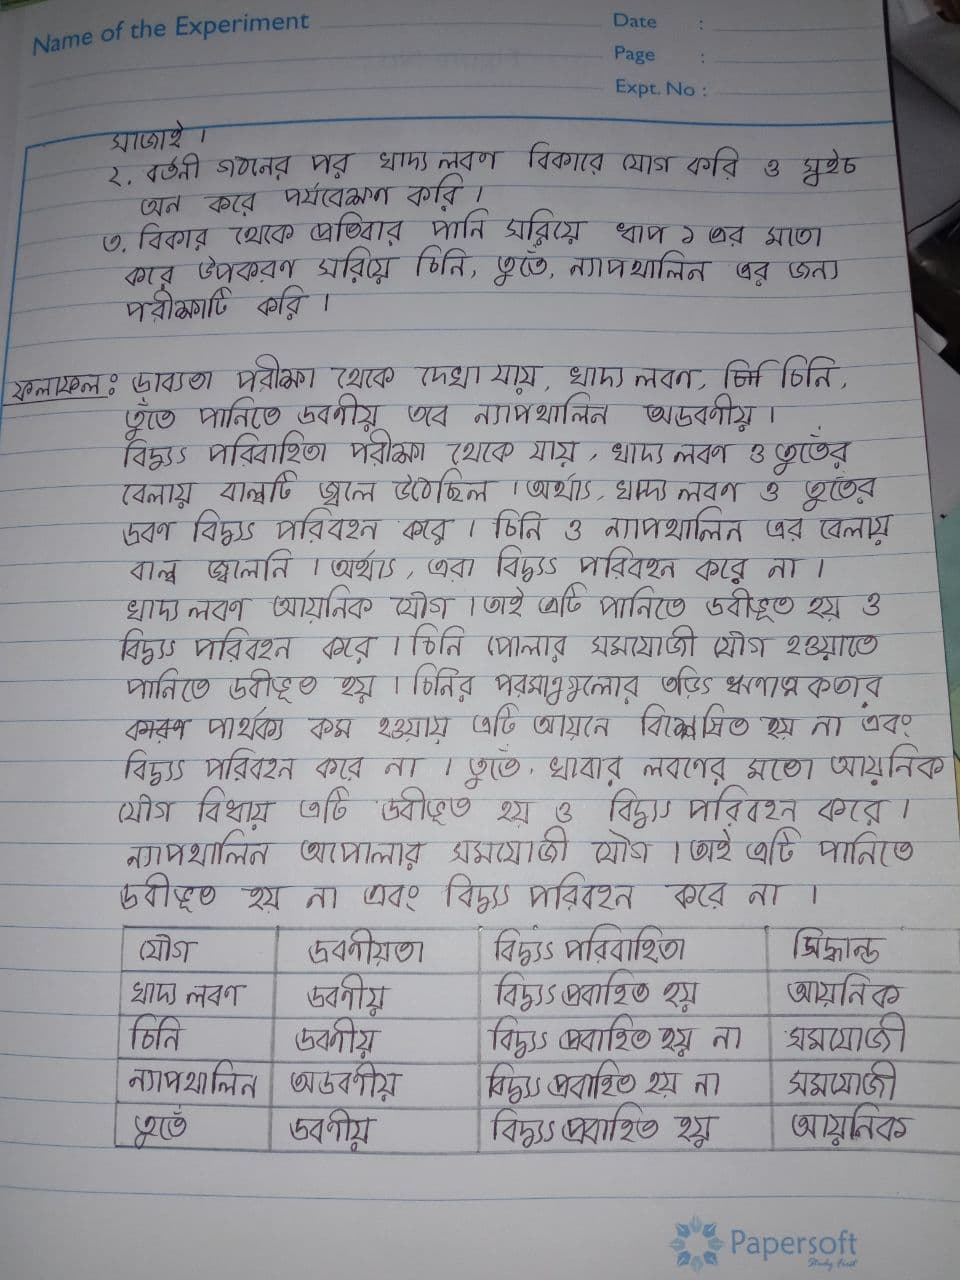 Name of the Experiment
Date :
Page :
Expt. No :
সাজাই।
২. বর্তনী গঠনের পর খাদ্য লবণ বিকারে যোগ করি ও সুইচ
অন করে পর্যবেক্ষণ করি।
৩. বিকার থেকে প্রতিবার পানি সরিয়ে ধাপ ১ এর মতো
করে উপকরণ সরিয়ে চিনি, তুঁতে, ন্যাপথালিন এর জন্য
পরীক্ষাটি করি।
ফলাফল: দ্রাব্যতা পরীক্ষা থেকে দেখা যায়, খাদ্য লবণ, চিনি,
তুঁতে পানিতে দ্রবণীয় তবে ন্যাপথালিন অদ্রবণীয়।
বিদ্যুৎ পরিবাহিতা পরীক্ষা থেকে যায়, খাদ্য লবণ ও তুতেঁর
বেলায় বাল্বটি জ্বলে উঠেছিল। অর্থাৎ, খাদ্য লবণ ও তুতেঁর
দ্রবণ বিদ্যুৎ পরিবহন করে। চিনি ও ন্যাপথালিন এর বেলায়
বাল্ব জ্বলেনি। অর্থাৎ, এরা বিদ্যুৎ পরিবহন করে না।
খাদ্য লবণ আয়নিক যৌগ। তাই এটি পানিতে দ্রবীভূত হয় ও
বিদ্যুৎ পরিবহন করে। চিনি পোলার সমযোজী যৌগ হওয়াতে
পানিতে দ্রবীভূত হয়। চিনির পরমাণুগুলোর তড়িৎ ঋণাত্মকতার
পার্থক্য কম হওয়ায় এটি আয়নে বিশ্লেষিত হয় না এবং
বিদ্যুৎ পরিবহন করে না। তুতেঁ, খাবার লবণের মতো আয়নিক
যৌগ বিধায় এটি দ্রবীভূত হয় ও বিদ্যুৎ পরিবহন করে।
ন্যাপথালিন অপোলার সমযোজী যৌগ। তাই এটি পানিতে
দ্রবীভূত হয় না এবং বিদ্যুৎ পরিবহন করে না।
যৌগ দ্রবণীয়তা বিদ্যুৎ পরিবাহিতা সিদ্ধান্ত
খাদ্য লবণ দ্রবণীয় বিদ্যুৎ প্রবাহিত হয় আয়নিক
চিনি দ্রবণীয় বিদ্যুৎ প্রবাহিত হয় না সমযোজী
ন্যাপথালিন অদ্রবণীয় বিদ্যুৎ প্রবাহিত হয় না সমযোজী
তুতেঁ দ্রবণীয় বিদ্যুৎ প্রবাহিত হয় আয়নিক
Papersoft
Study First